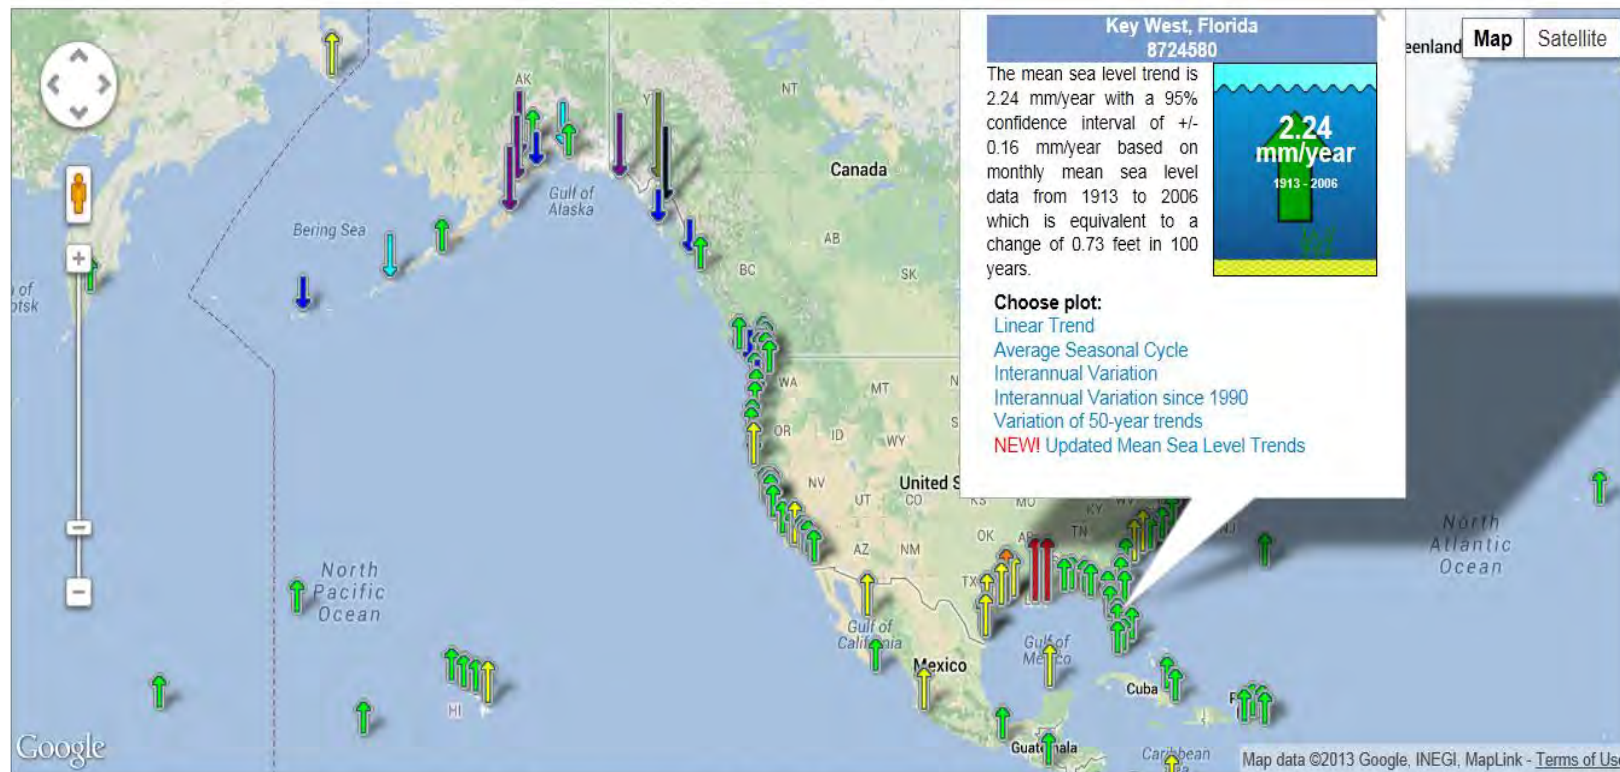 Key West, Florida
8724580
The mean sea level trend is
2.24 mm/year with a 95%
confidence interval of +/-
0.16 mm/year based on
monthly mean sea level
data from 1913 to 2006
which is equivalent to a
change of 0.73 feet in 100
years.
2.24
mm/year
1913 - 2006
Choose plot:
Linear Trend
Average Seasonal Cycle
Interannual Variation
Interannual Variation since 1990
Variation of 50-year trends
NEW! Updated Mean Sea Level Trends
Map
Satellite
AK
NT
Canada
Gulf of
Alaska
Bering Sea
AB
BC
SK
WA
MT
OR
ID
WY
NV
UT
CO
United S
KS
MO
KY
AZ
NM
OK
TN
TX
NJ
North
Atlantic
Ocean
North
Pacific
Ocean
Gulf of
California
Gulf of
Mexico
Mexico
Cuba
HI
Guatemala
Caribbean
Sea
Google
Map data ©2013 Google, INEGI, MapLink - Terms of Use